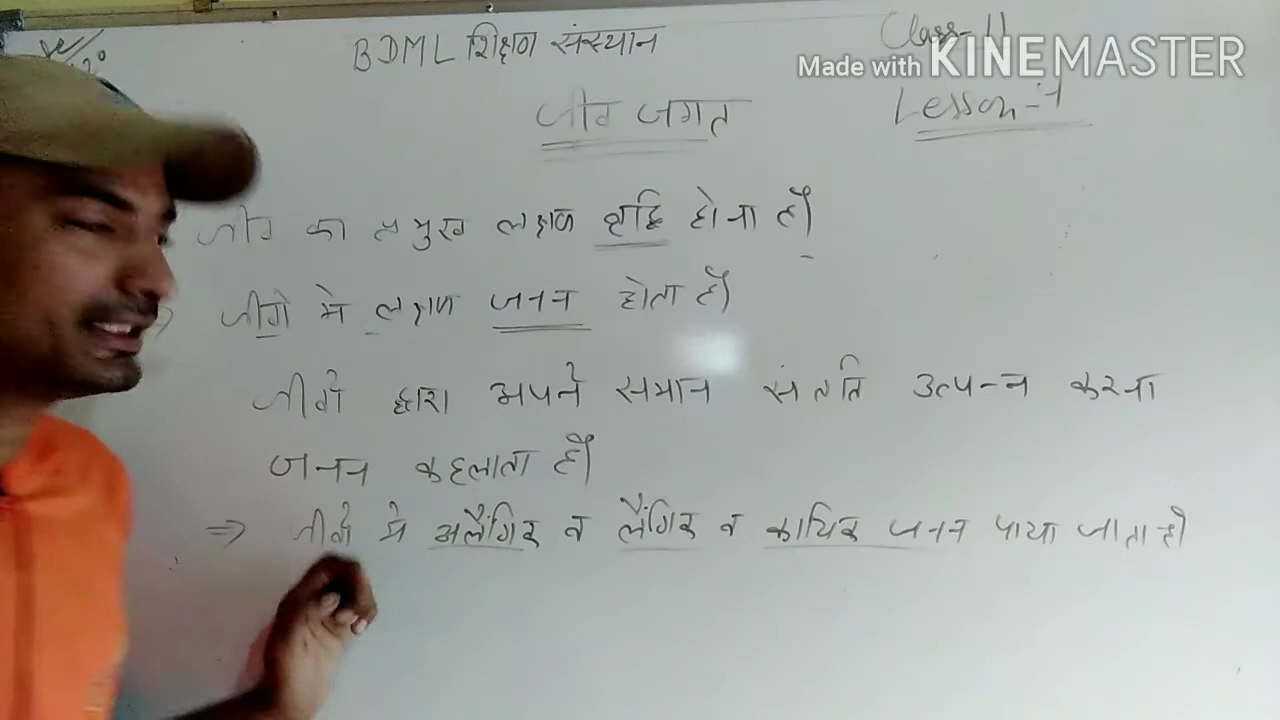 BDML शिक्षण संस्थान
Class-11
Made with KINEMASTER
जीव जगत
Lesson-1
जीव का प्रमुख लक्षण वृद्धि होना है।
जीवो मे लक्षण जनन होता है।
जीवो द्वारा अपने समान संतति उत्पन्न करना
जनन कहलाता है।
⇒ जीवो मे अलैंगिक व लैंगिक व कायिक जनन पाया जाता है।